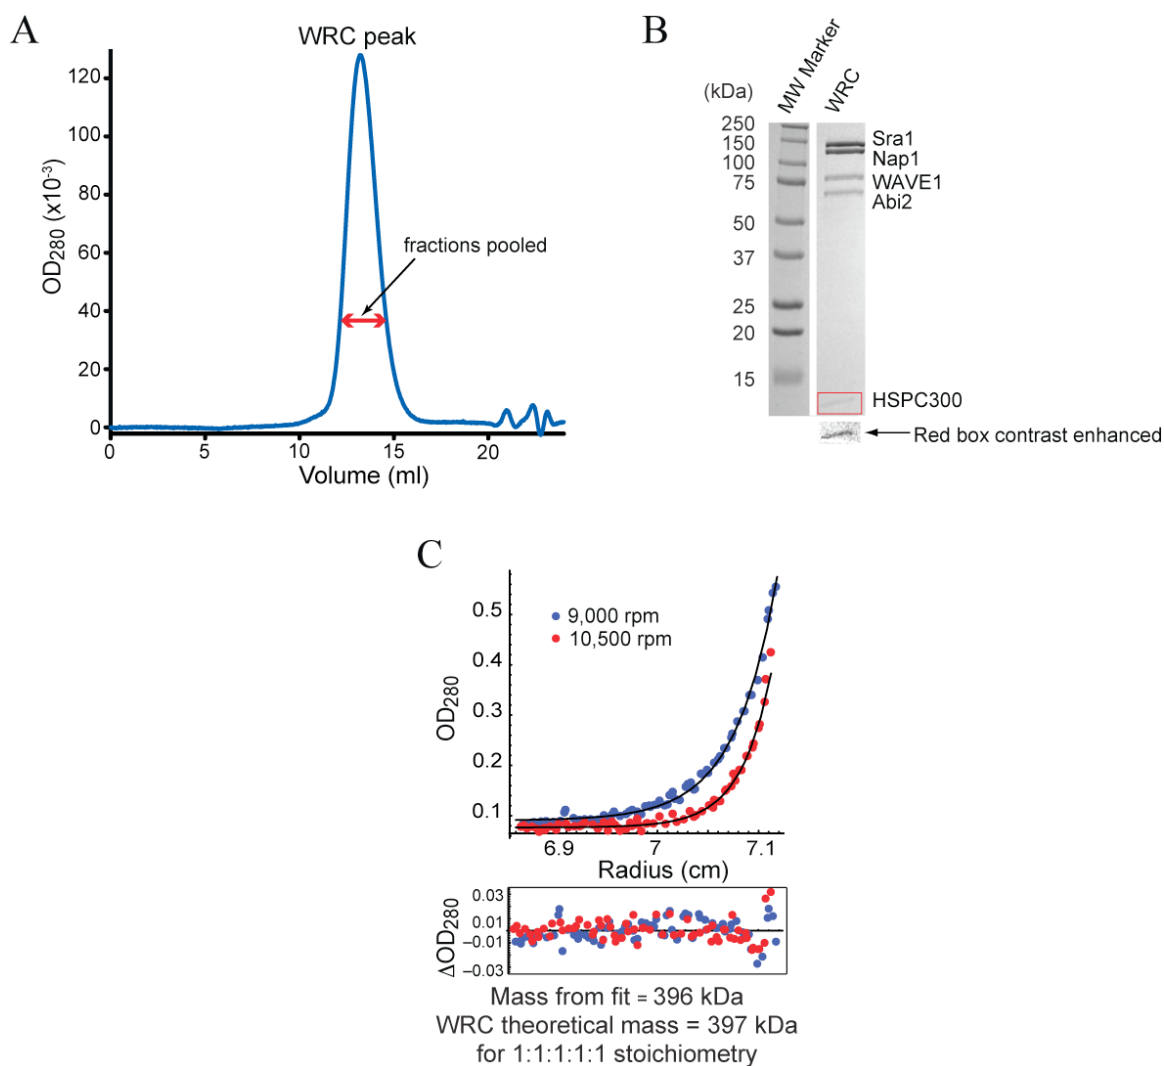 A
WRC peak
OD280 (x10-3)
120
100
80
60
40
20
0
fractions pooled
0 5 10 15 20
Volume (ml)
B
MW Marker
WRC
(kDa)
250
150
100
75
50
37
25
20
15
Sra1
Nap1
WAVE1
Abi2
HSPC300
Red box contrast enhanced
C
OD280
0.5
0.4
0.3
0.2
0.1
9,000 rpm
10,500 rpm
6.9 7 7.1
Radius (cm)
ΔOD280
0.03
0.01
−0.01
−0.03
Mass from fit = 396 kDa
WRC theoretical mass = 397 kDa
for 1:1:1:1:1 stoichiometry